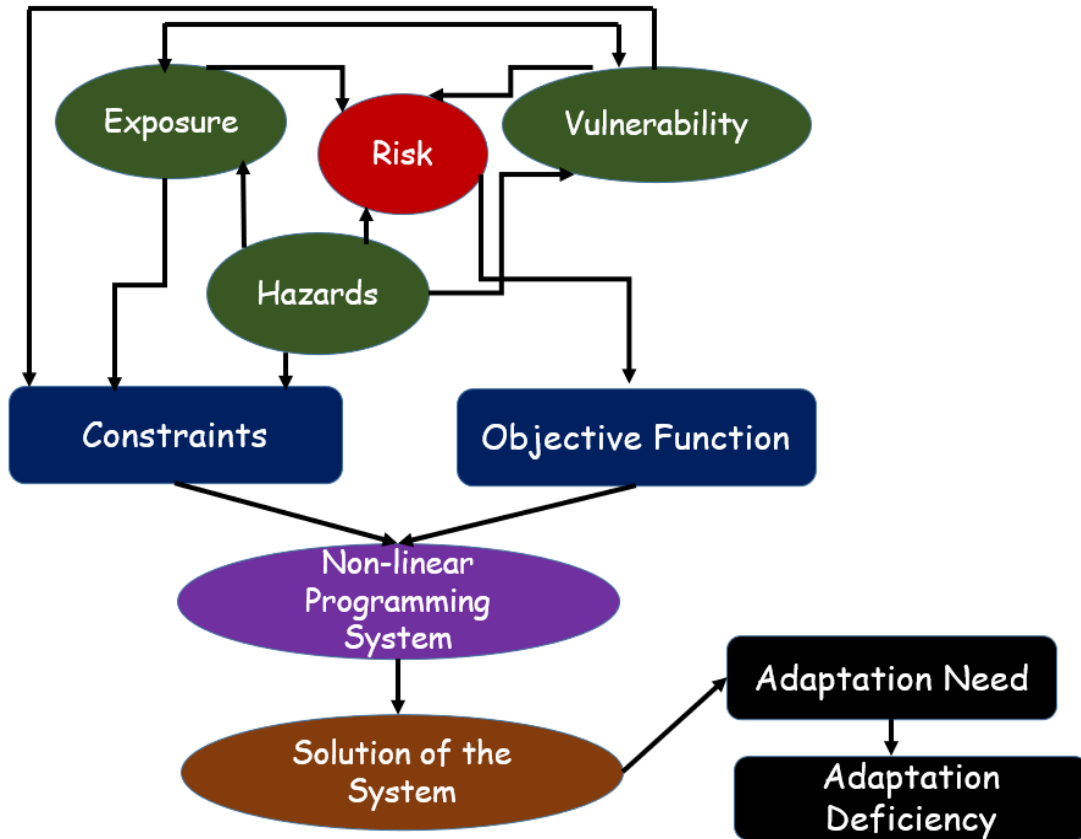 Exposure
Risk
Vulnerability
Hazards
Constraints
Objective Function
Non-linear
Programming
System
Solution of the
System
Adaptation Need
Adaptation
Deficiency